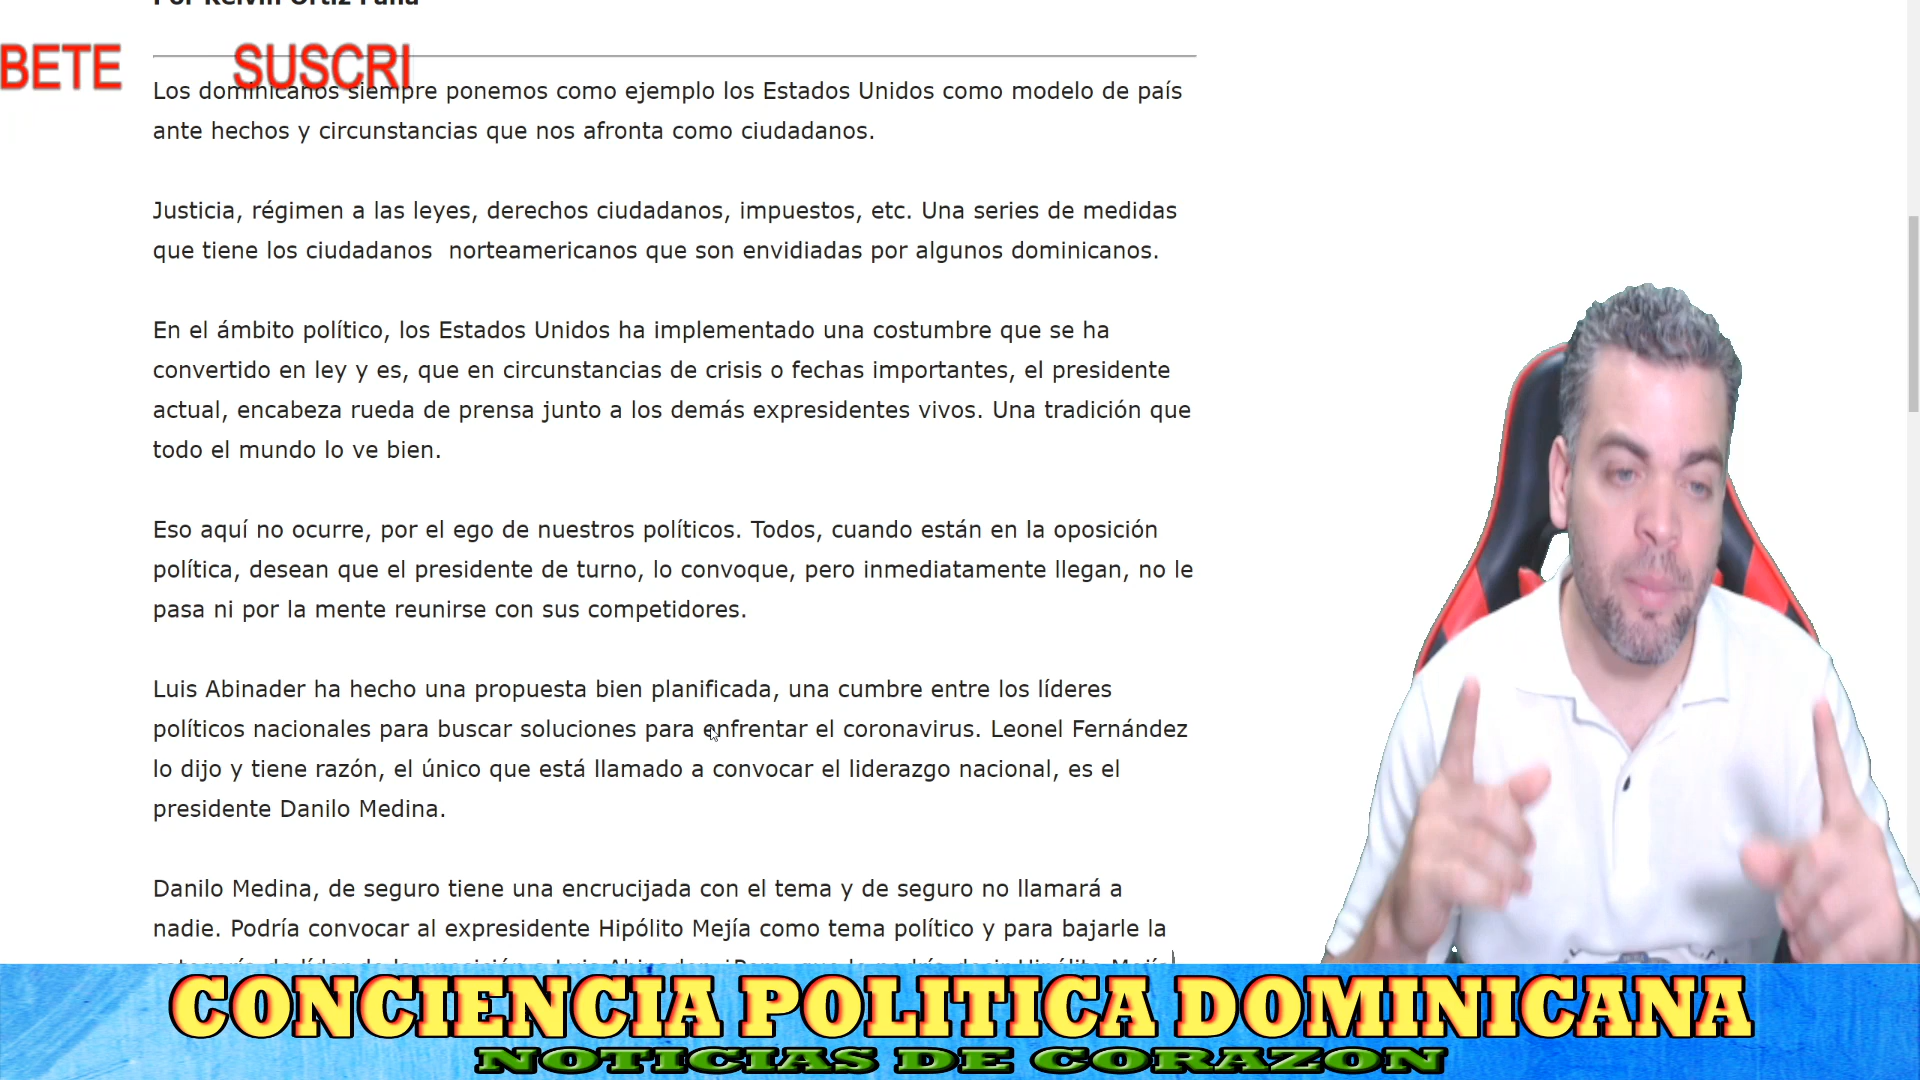 BETE SUSCRI
Los dominicanos siempre ponemos como ejemplo los Estados Unidos como modelo de país
ante hechos y circunstancias que nos afronta como ciudadanos.
Justicia, régimen a las leyes, derechos ciudadanos, impuestos, etc. Una series de medidas
que tiene los ciudadanos norteamericanos que son envidiadas por algunos dominicanos.
En el ámbito político, los Estados Unidos ha implementado una costumbre que se ha
convertido en ley y es, que en circunstancias de crisis o fechas importantes, el presidente
actual, encabeza rueda de prensa junto a los demás expresidentes vivos. Una tradición que
todo el mundo lo ve bien.
Eso aquí no ocurre, por el ego de nuestros políticos. Todos, cuando están en la oposición
política, desean que el presidente de turno, lo convoque, pero inmediatamente llegan, no le
pasa ni por la mente reunirse con sus competidores.
Luis Abinader ha hecho una propuesta bien planificada, una cumbre entre los líderes
políticos nacionales para buscar soluciones para enfrentar el coronavirus. Leonel Fernández
lo dijo y tiene razón, el único que está llamado a convocar el liderazgo nacional, es el
presidente Danilo Medina.
Danilo Medina, de seguro tiene una encrucijada con el tema y de seguro no llamará a
nadie. Podría convocar al expresidente Hipólito Mejía como tema político y para bajarle la
CONCIENCIA POLITICA DOMINICANA
NOTICIAS DE CORAZON